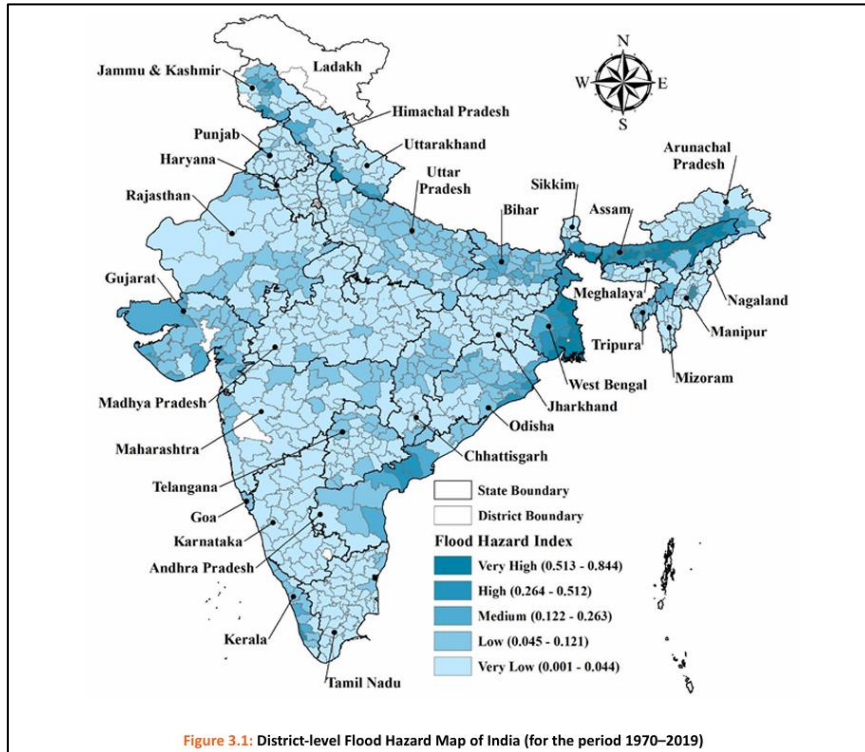 N
W E
S
Jammu & Kashmir
Ladakh
Himachal Pradesh
Punjab
Haryana
Uttarakhand
Uttar
Pradesh
Rajasthan
Bihar
Sikkim
Assam
Arunachal
Pradesh
Gujarat
Meghalaya
Nagaland
Manipur
Tripura
Mizoram
West Bengal
Jharkhand
Madhya Pradesh
Odisha
Maharashtra
Chhattisgarh
Telangana
Goa
Karnataka
Andhra Pradesh
Kerala
Tamil Nadu
State Boundary
District Boundary
Flood Hazard Index
Very High (0.513 - 0.844)
High (0.264 - 0.512)
Medium (0.122 - 0.263)
Low (0.045 - 0.121)
Very Low (0.001 - 0.044)
Figure 3.1: District-level Flood Hazard Map of India (for the period 1970–2019)